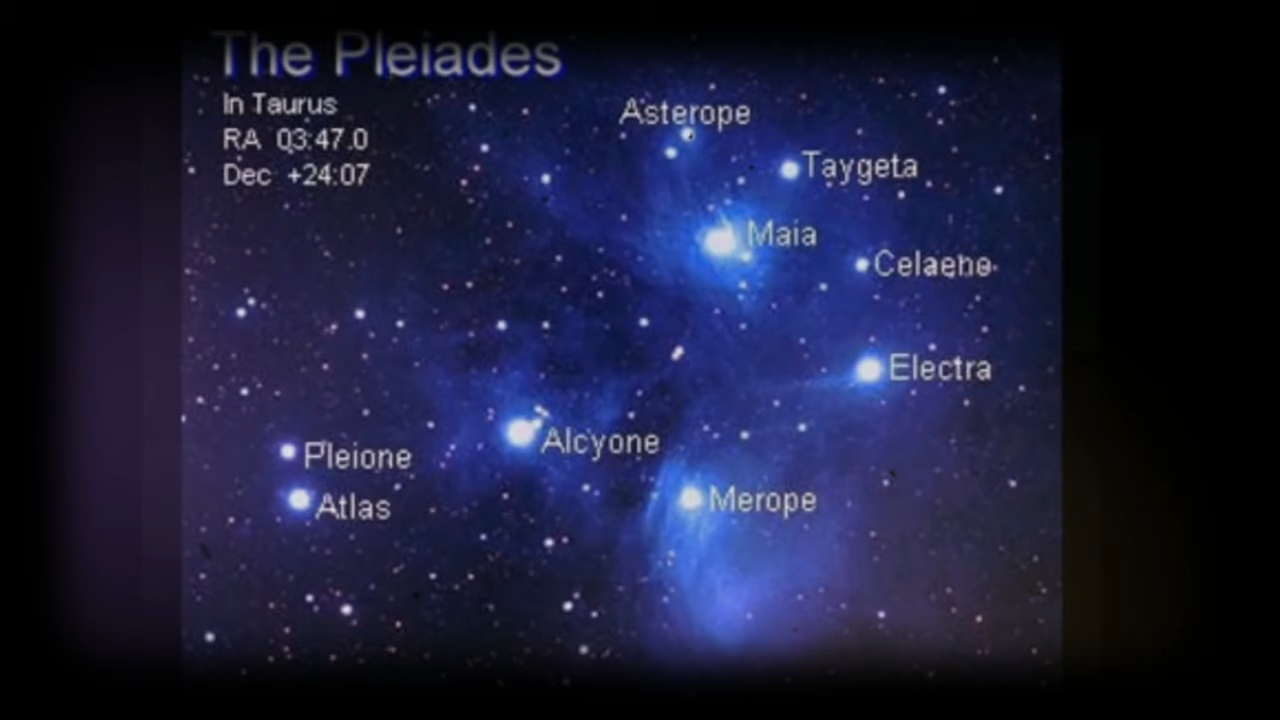 The Pleiades
In Taurus
RA 03:47.0
Dec +24:07
Asterope
Taygeta
Maia
Celaene
Electra
Alcyone
Pleione
Merope
Atlas